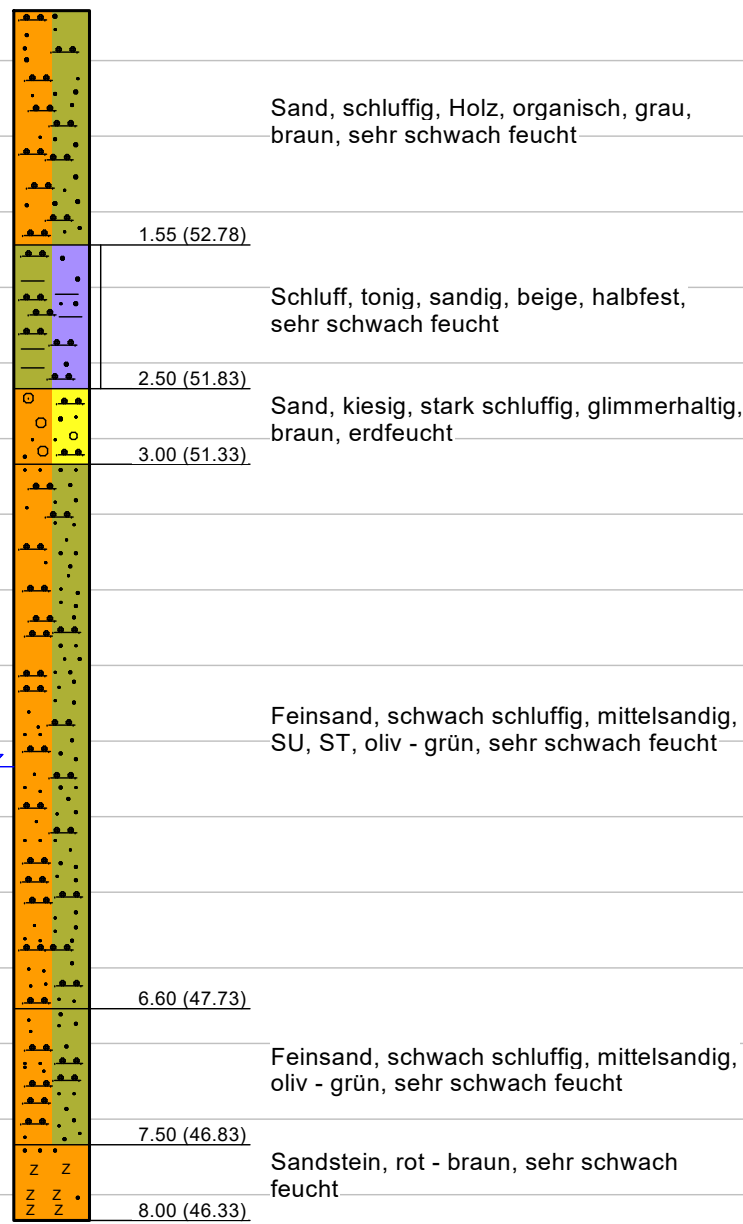 Sand, schluffig, Holz, organisch, grau,
braun, sehr schwach feucht
1.55 (52.78)
Schluff, tonig, sandig, beige, halbfest,
sehr schwach feucht
2.50 (51.83)
Sand, kiesig, stark schluffig, glimmerhaltig,
braun, erdfeucht
3.00 (51.33)
Feinsand, schwach schluffig, mittelsandig,
SU, ST, oliv - grün, sehr schwach feucht
6.60 (47.73)
Feinsand, schwach schluffig, mittelsandig,
oliv - grün, sehr schwach feucht
7.50 (46.83)
Sandstein, rot - braun, sehr schwach
feucht
Z Z
Z Z
Z Z
8.00 (46.33)